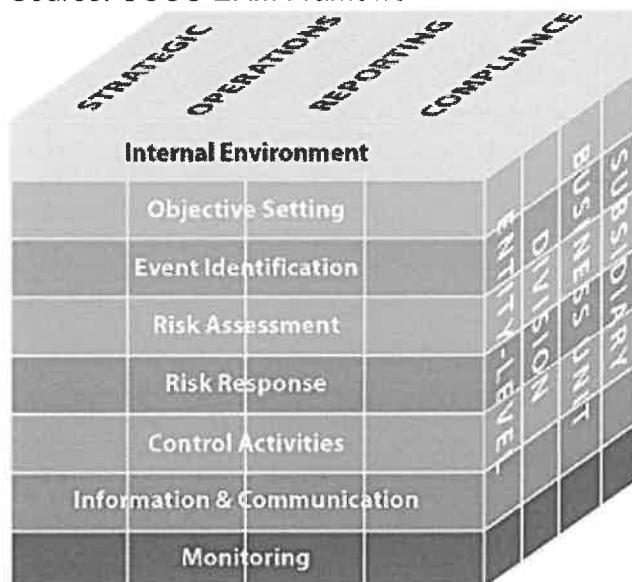 STRATEGIC
OPERATIONS
REPORTING
COMPLIANCE
Internal Environment
Objective Setting
Event Identification
Risk Assessment
Risk Response
Control Activities
Information & Communication
Monitoring
ENTITY-LEVEL
DIVISION
BUSINESS UNIT
SUBSIDIARY